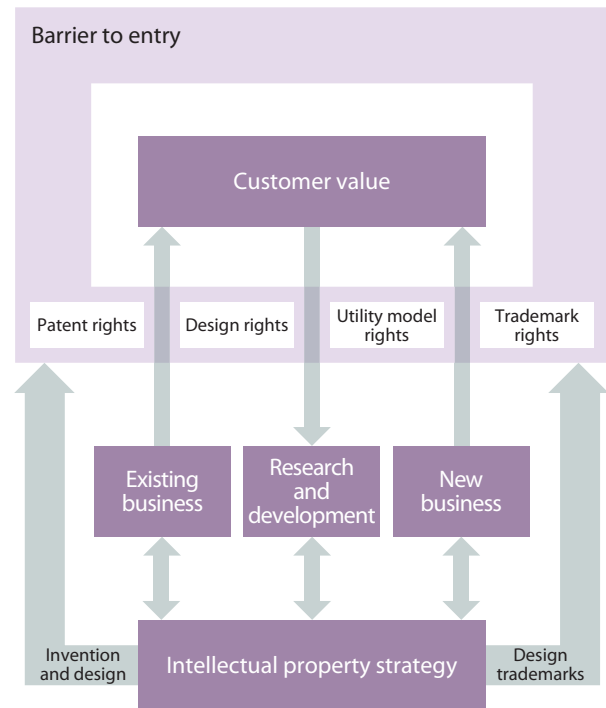 Barrier to entry
Customer value
Patent rights
Design rights
Utility model
rights
Trademark
rights
Existing
business
Research
and
development
New
business
Invention
and design
Intellectual property strategy
Design
trademarks